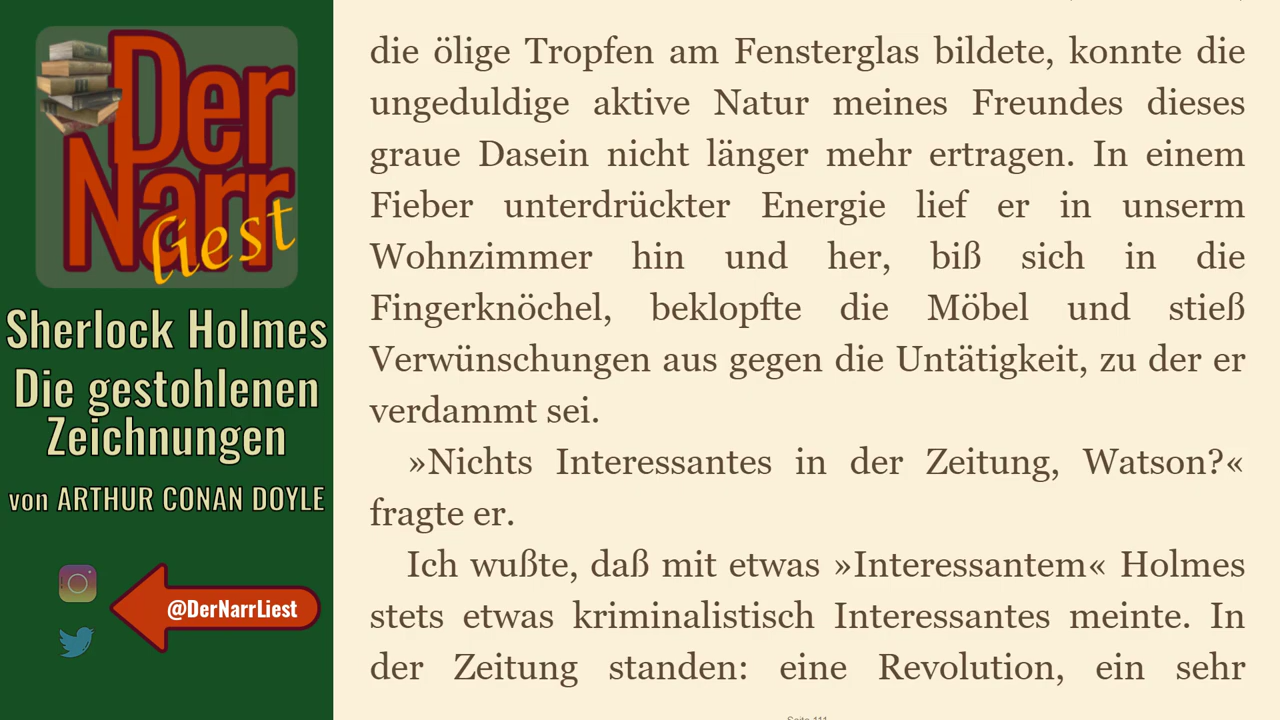 Der
Narr
liest
Sherlock Holmes
Die gestohlenen
Zeichnungen
von ARTHUR CONAN DOYLE
@DerNarrLiest
die ölige Tropfen am Fensterglas bildete, konnte die
ungeduldige aktive Natur meines Freundes dieses
graue Dasein nicht länger mehr ertragen. In einem
Fieber unterdrückter Energie lief er in unserm
Wohnzimmer hin und her, biß sich in die
Fingerknöchel, beklopfte die Möbel und stieß
Verwünschungen aus gegen die Untätigkeit, zu der er
verdammt sei.
»Nichts Interessantes in der Zeitung, Watson?«
fragte er.
Ich wußte, daß mit etwas »Interessantem« Holmes
stets etwas kriminalistisch Interessantes meinte. In
der Zeitung standen: eine Revolution, ein sehr
Seite 111